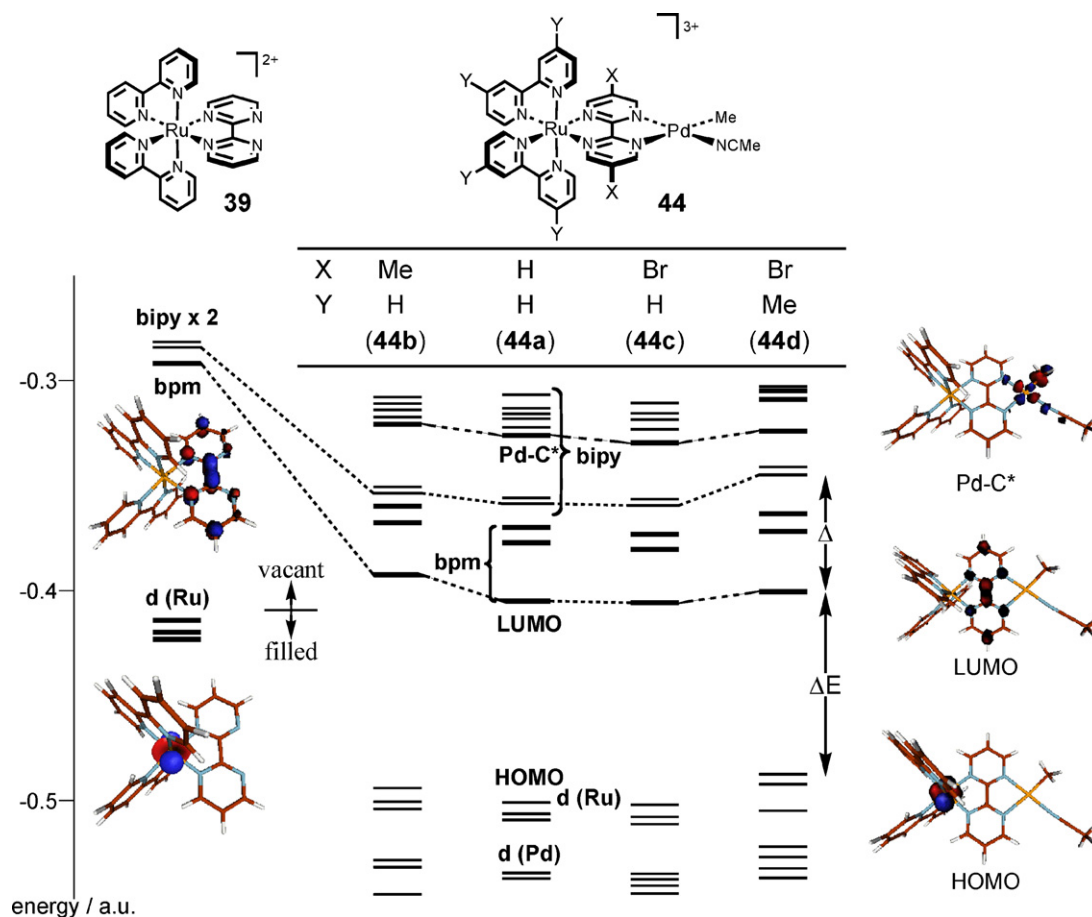 Y
Y
Y
Y
2+
3+
N
N
N
N
N
N
N
N
Ru
39
N
N
N
N
N
N
N
N
Ru
X
X
Pd
Me
NCMe
44
X Me H Br Br
Y H H H Me
(44b) (44a) (44c) (44d)
bipy x 2
bpm
-0.3
-0.4
-0.5
energy / a.u.
d (Ru)
vacant
filled
Pd-C*
bipy
bpm
LUMO
HOMO
d (Ru)
d (Pd)
Δ
ΔE
Pd-C*
LUMO
HOMO